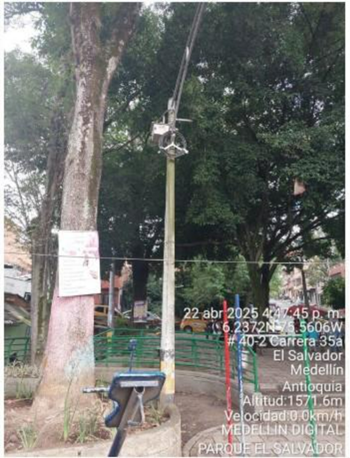 22 abr 2025 4:47:45 p. m.
6.2372N-75.5606W
# 40-2 Carrera 35a
El Salvador
Medellín
Antioquia
Altitud:1571.6m
Velocidad:0.0km/h
MEDELLIN DIGITAL
PARQUE EL SALVADOR